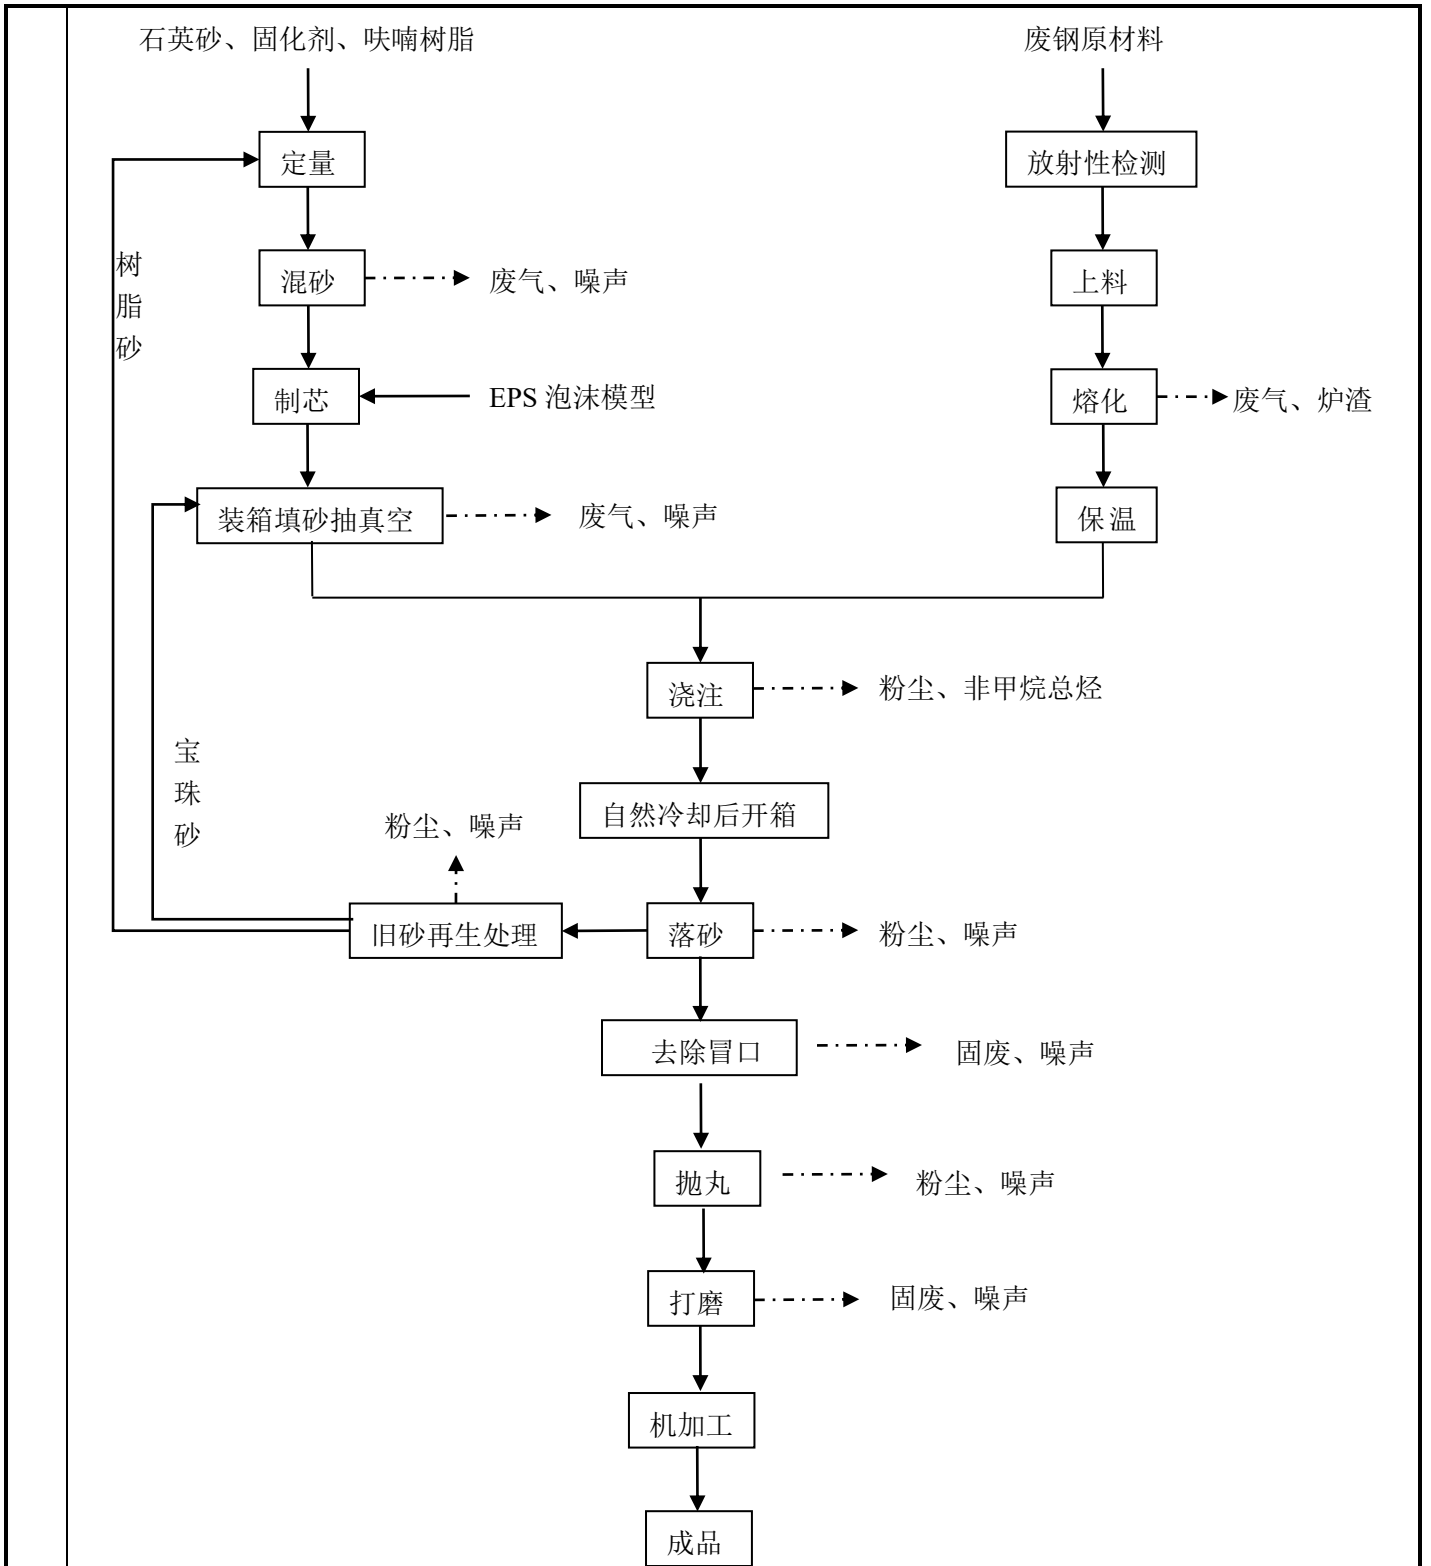 石英砂、固化剂、呋喃树脂
废钢原材料
定量
放射性检测
树脂砂
混砂
废气、噪声
上料
制芯
EPS 泡沫模型
熔化
废气、炉渣
装箱填砂抽真空
废气、噪声
保温
浇注
粉尘、非甲烷总烃
宝珠砂
自然冷却后开箱
粉尘、噪声
旧砂再生处理
落砂
粉尘、噪声
去除冒口
固废、噪声
抛丸
粉尘、噪声
打磨
固废、噪声
机加工
成品